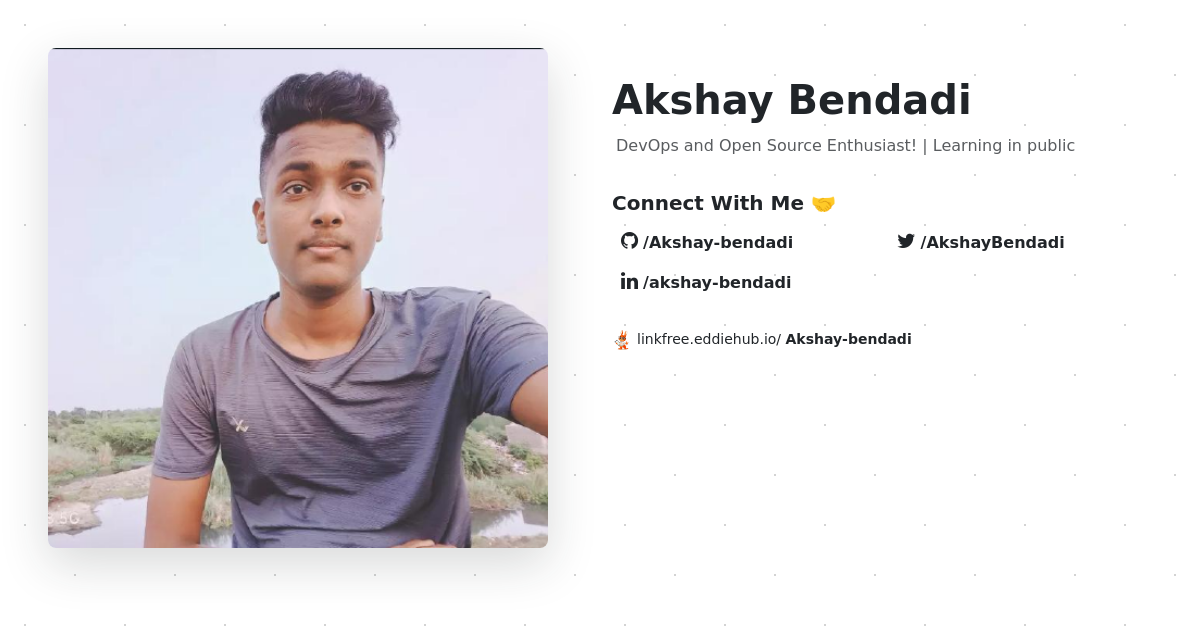 Akshay Bendadi
DevOps and Open Source Enthusiast! | Learning in public
Connect With Me 🤝
/Akshay-bendadi
/AkshayBendadi
/akshay-bendadi
linkfree.eddiehub.io/ Akshay-bendadi
5G